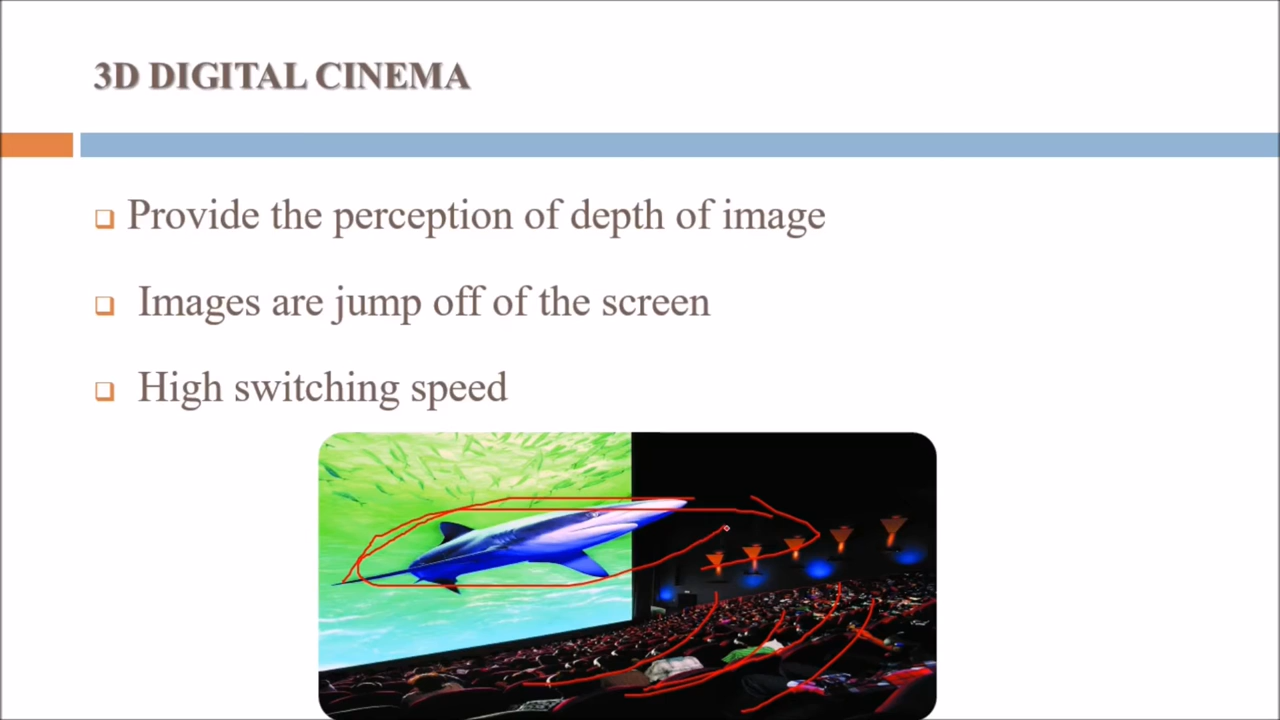 3D DIGITAL CINEMA
Provide the perception of depth of image
Images are jump off of the screen
High switching speed